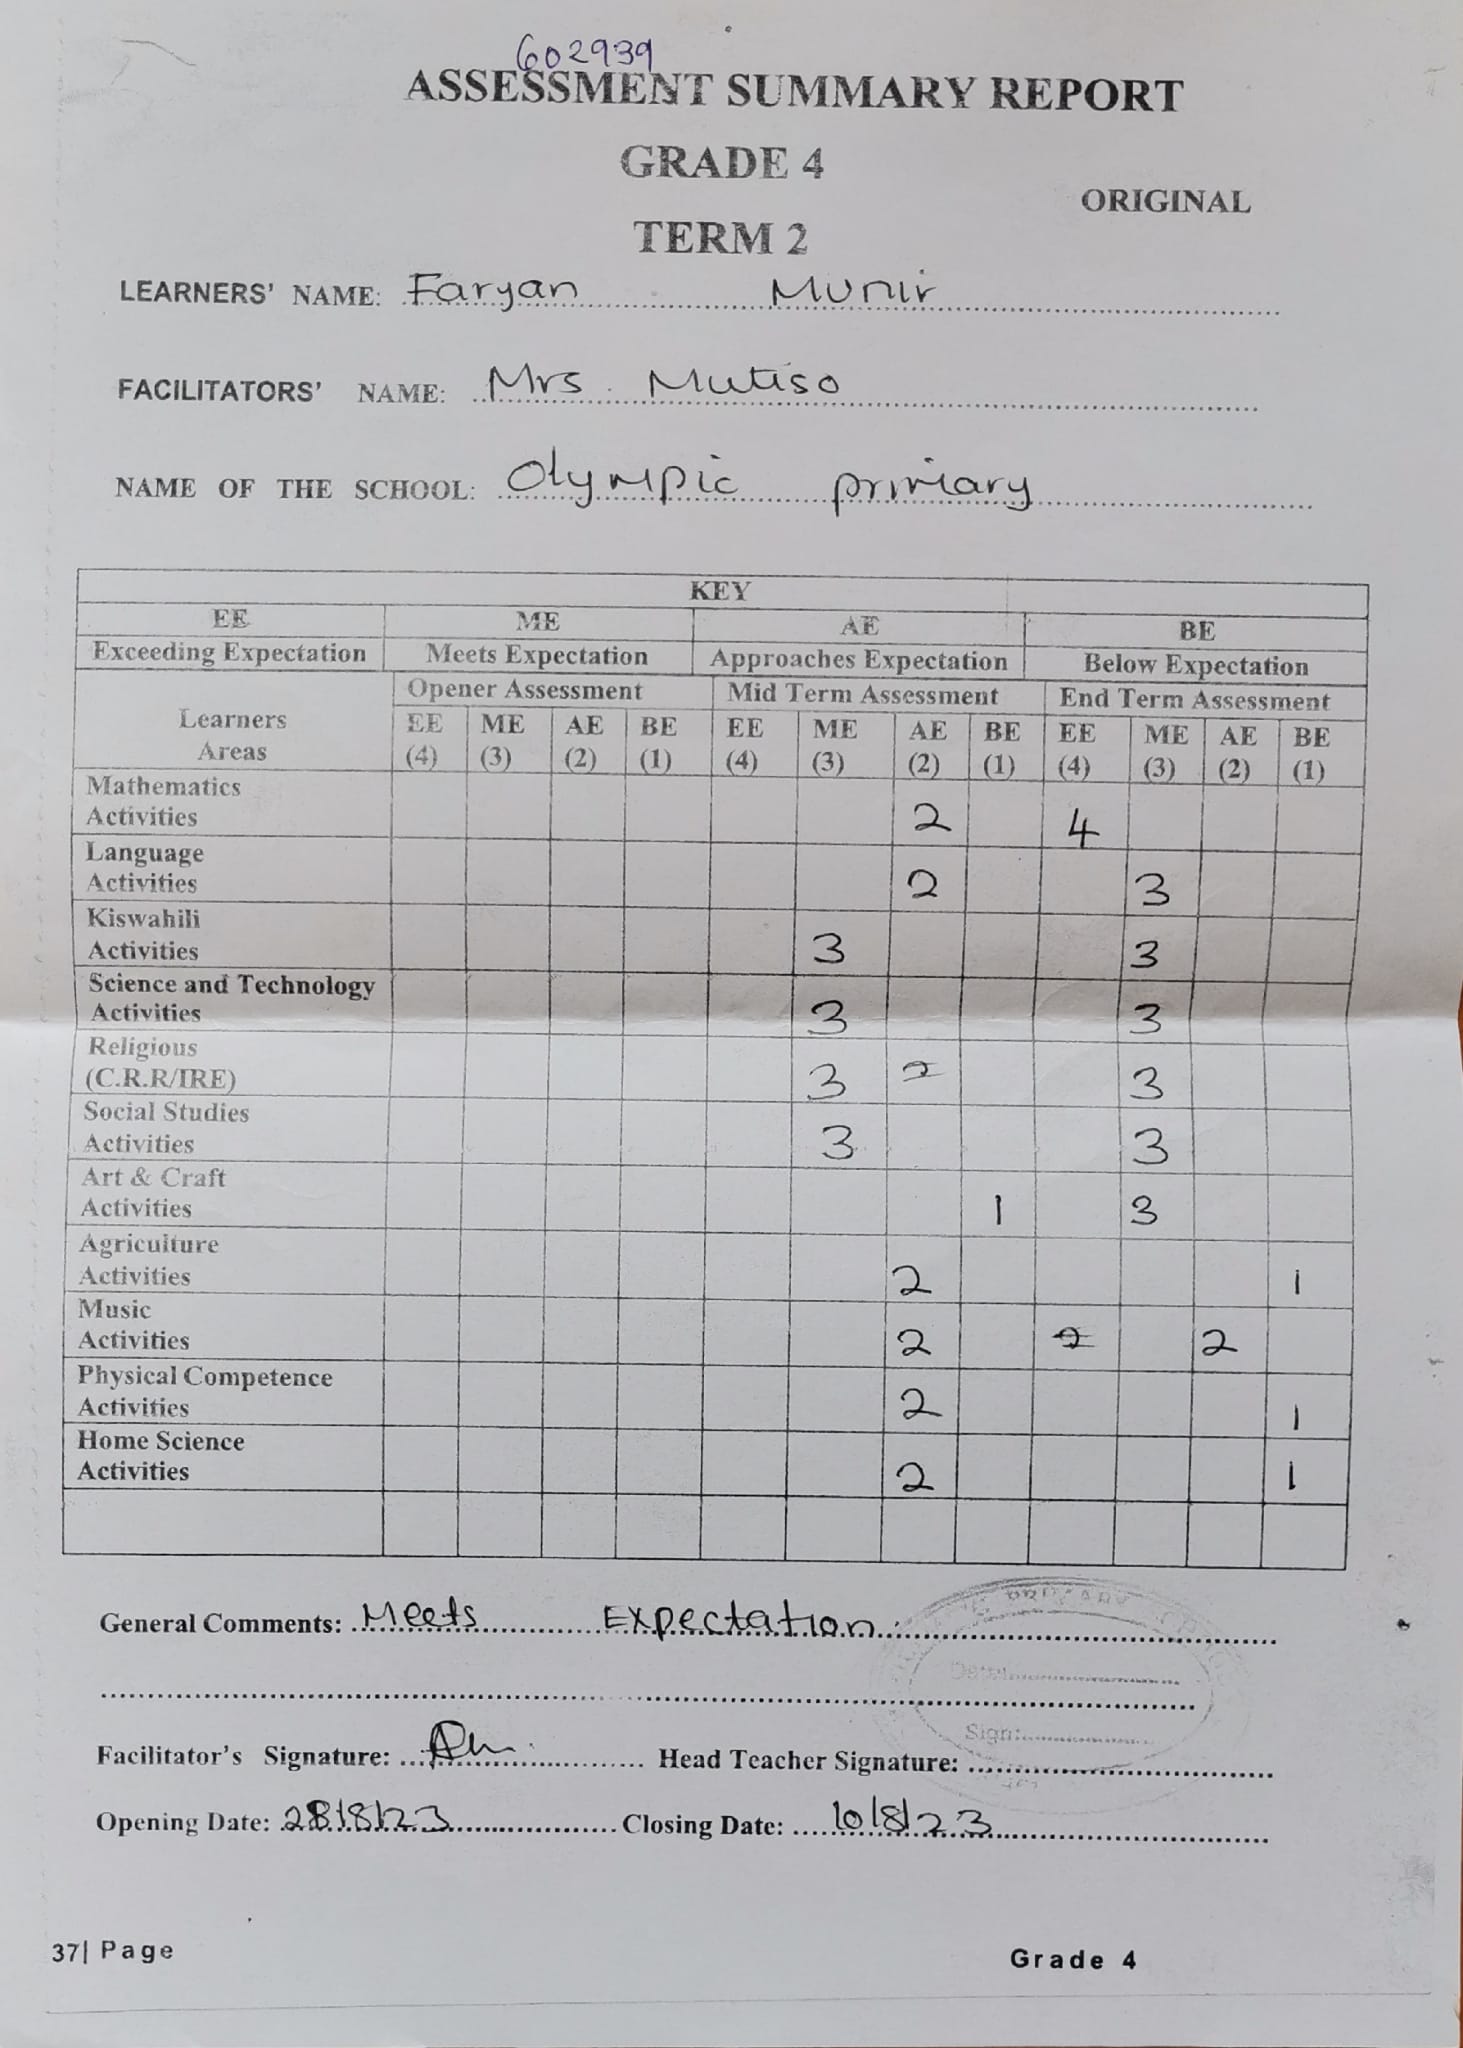 602939
ASSESSMENT SUMMARY REPORT
GRADE 4
ORIGINAL
TERM 2
LEARNERS' NAME: Faryan Munir
FACILITATORS' NAME: Mrs. Mutiso
NAME OF THE SCHOOL: Olympic primary
KEY
EE ME AE BE
Exceeding Expectation Meets Expectation Approaches Expectation Below Expectation
Learners Areas Opener Assessment Mid Term Assessment End Term Assessment
EE ME AE BE EE ME AE BE EE ME AE BE
(4) (3) (2) (1) (4) (3) (2) (1) (4) (3) (2) (1)
Mathematics
Activities 2 4
Language
Activities 2 3
Kiswahili
Activities 3 3
Science and Technology
Activities 3 3
Religious
(C.R.R/IRE) 3 2 3
Social Studies
Activities 3 3
Art & Craft
Activities 1 3
Agriculture
Activities 2 1
Music
Activities 2 2 2
Physical Competence
Activities 2 1
Home Science
Activities 2 1
General Comments: Meets Expectation
PRIMARY
Date:
Sign:
Facilitator's Signature: Head Teacher Signature:
Opening Date: 28/8/23 Closing Date: 10/8/23
37| Page
Grade 4